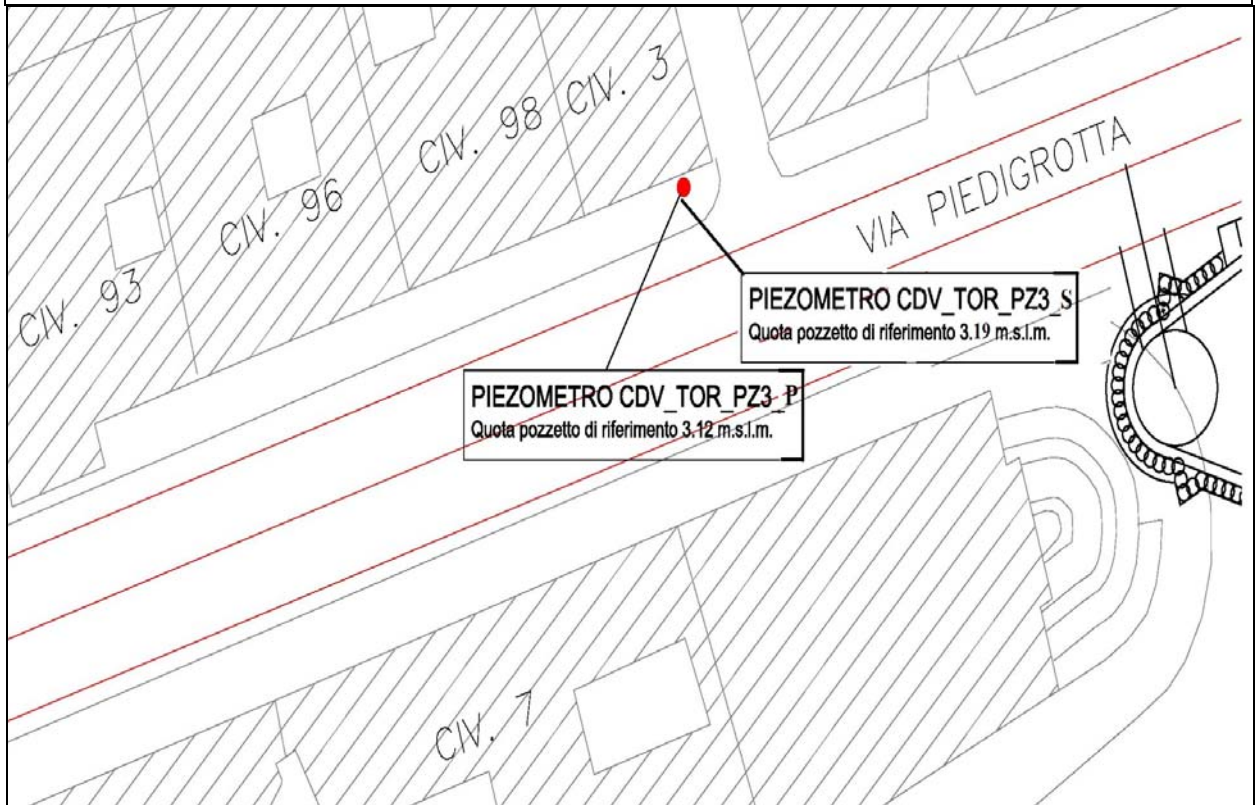 CIV. 93
CIV. 96
CIV. 98
CIV. 3
VIA PIEDIGROTTA
PIEZOMETRO CDV_TOR_PZ3_S
Quota pozzetto di riferimento 3.19 m.s.l.m.
PIEZOMETRO CDV_TOR_PZ3_P
Quota pozzetto di riferimento 3.12 m.s.l.m.
CIV. 7